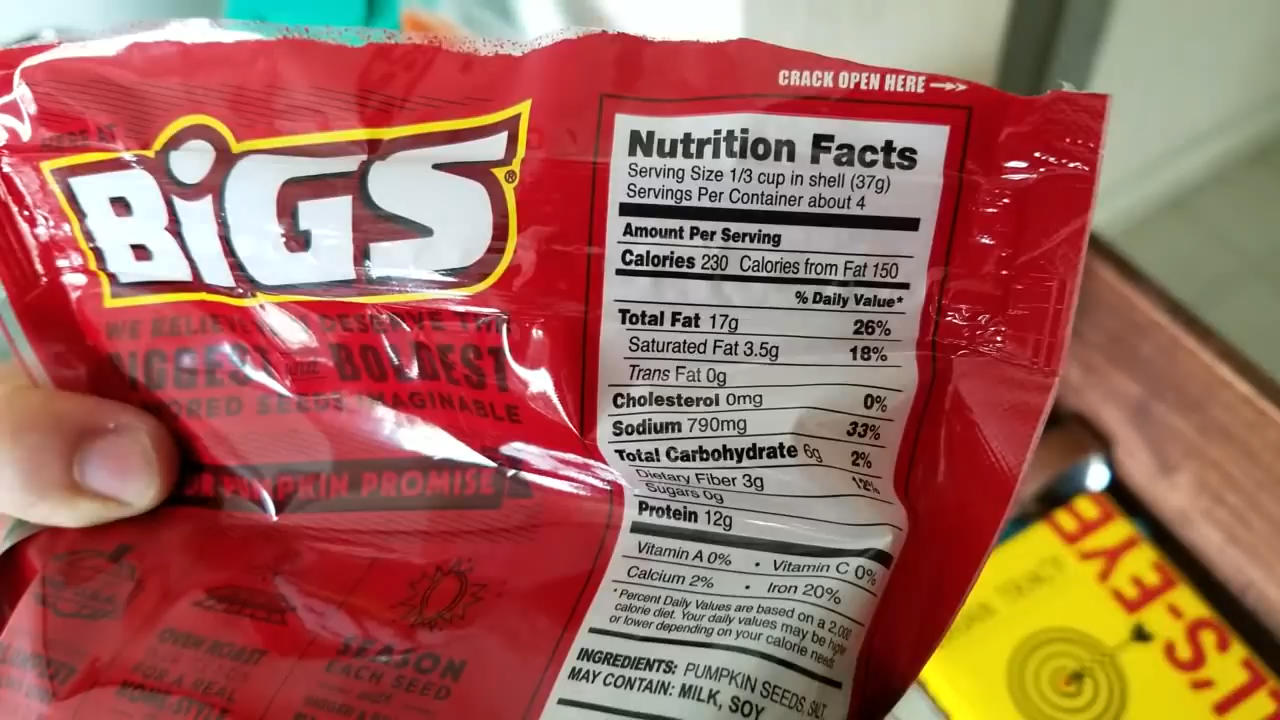 CRACK OPEN HERE
BiGS®
WE DESERVE THE
BIGGEST and BOLDEST
SEEDS IMAGINABLE
PUMPKIN PROMISE
OVEN ROAST
FOR A REAL
HOME-STYLE
SEASON
EACH SEED
Nutrition Facts
Serving Size 1/3 cup in shell (37g)
Servings Per Container about 4
Amount Per Serving
Calories 230 Calories from Fat 150
% Daily Value*
Total Fat 17g 26%
Saturated Fat 3.5g 18%
Trans Fat 0g
Cholesterol 0mg 0%
Sodium 790mg 33%
Total Carbohydrate 6g 2%
Dietary Fiber 3g 12%
Sugars 0g
Protein 12g
Vitamin A 0% • Vitamin C 0%
Calcium 2% • Iron 20%
*Percent Daily Values are based on a 2,000
calorie diet. Your daily values may be higher
or lower depending on your calorie needs.
INGREDIENTS: PUMPKIN SEEDS, SALT.
MAY CONTAIN: MILK, SOY
L'S-EYE